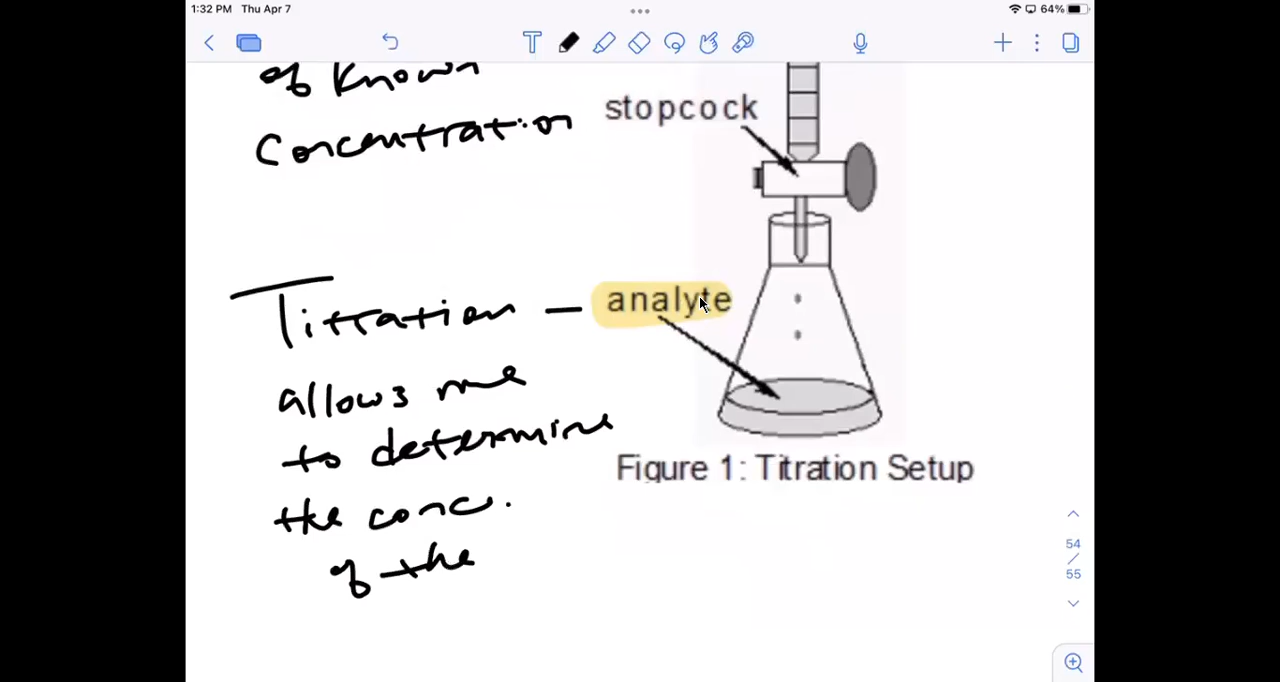 1:32 PM Thu Apr 7
64%
of known
Concentration
stopcock
Titration —
analyte
allows me
to determine
the conc.
of the
Figure 1: Titration Setup
54
55